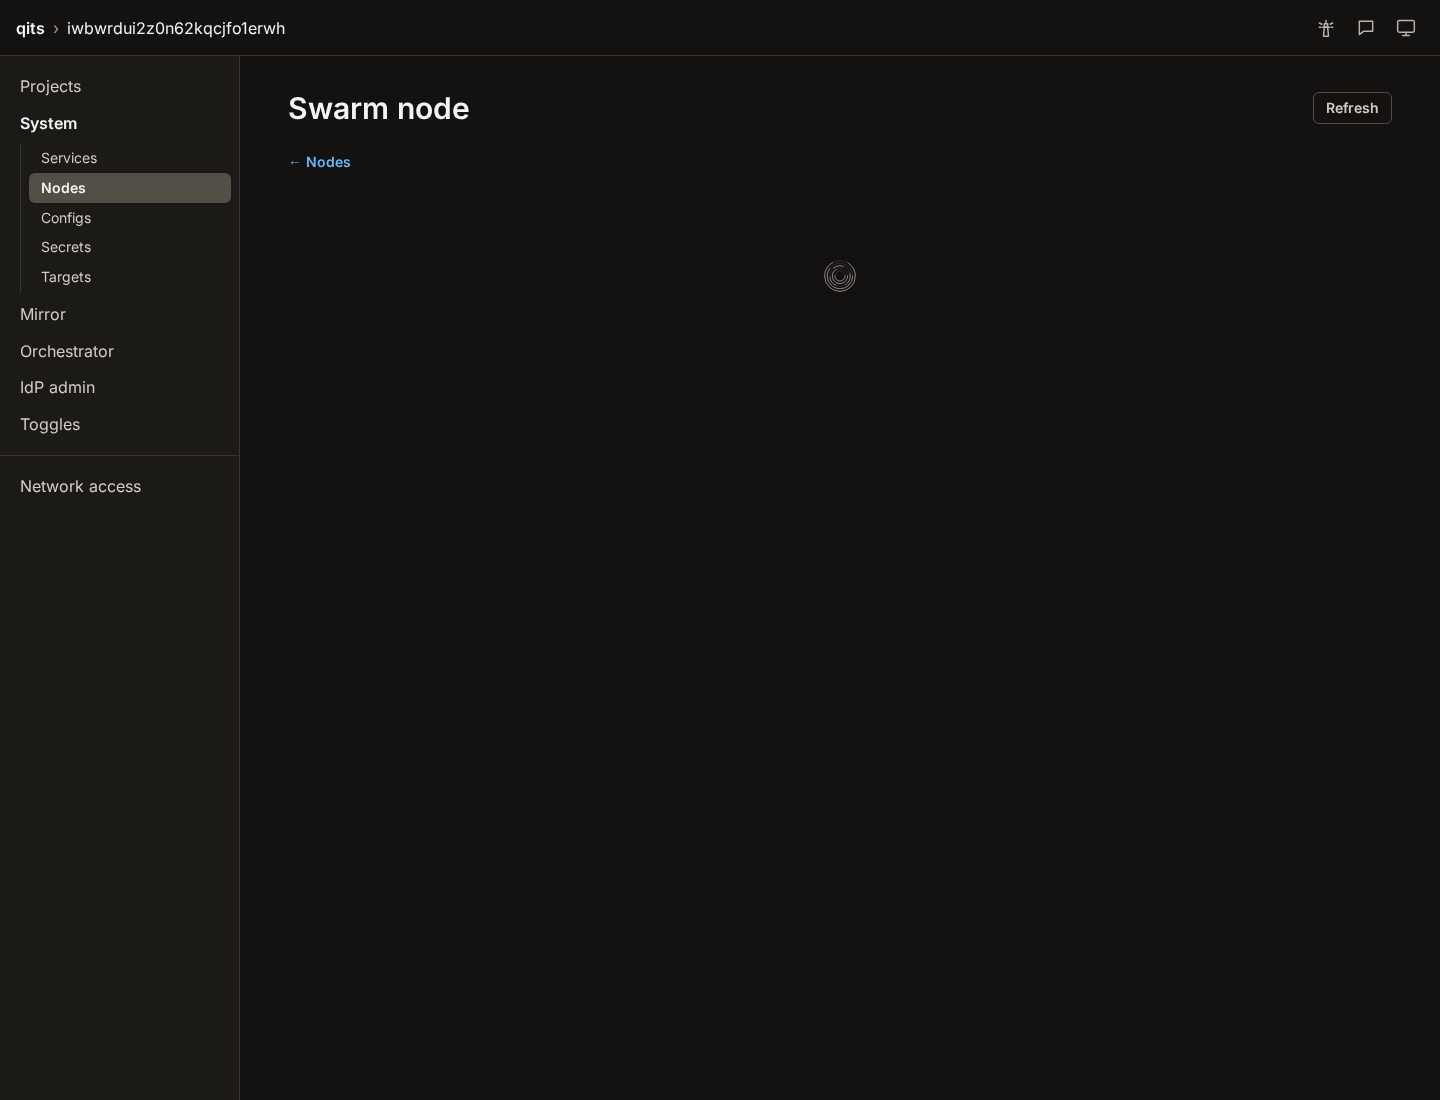 qits › iwbwrdui2z0n62kqcjfo1erwh
Projects
System
Services
Nodes
Configs
Secrets
Targets
Mirror
Orchestrator
IdP admin
Toggles
Network access
Swarm node
Refresh
← Nodes